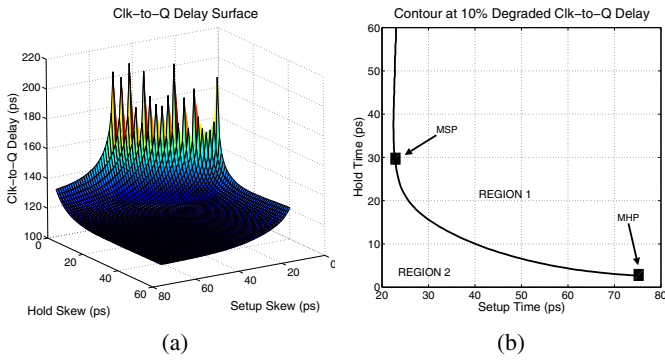 Clk−to−Q Delay Surface
220
200
180
160
140
120
100
Clk−to−Q Delay (ps)
0
20
40
60
80
Hold Skew (ps)
80
60
40
20
0
Setup Skew (ps)
(a)
Contour at 10% Degraded Clk−to−Q Delay
60
50
40
30
20
10
0
Hold Time (ps)
MSP
REGION 1
MHP
REGION 2
20
30
40
50
60
70
80
Setup Time (ps)
(b)